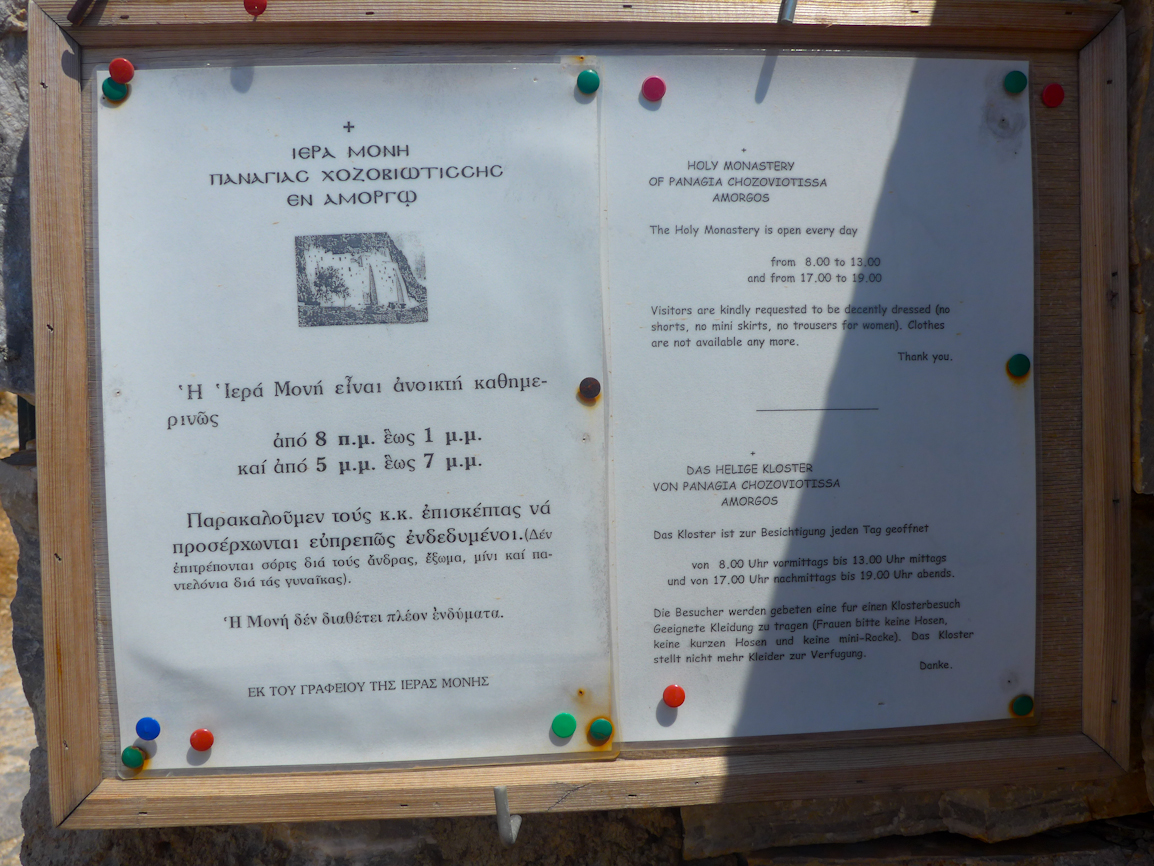 +
ΙΕΡΑ ΜΟΝΗ
ΠΑΝΑΓΙΑϹ ΧΟΖΟΒΙΩΤΙϹϹΗϹ
ΕΝ ΑΜΟΡΓῼ
Ἡ Ἱερά Μονή εἶναι ἀνοικτή καθημε-
ρινῶς
ἀπό 8 π.μ. ἕως 1 μ.μ.
καί ἀπό 5 μ.μ. ἕως 7 μ.μ.
Παρακαλοῦμεν τούς κ.κ. ἐπισκέπτας νά
προσέρχωνται εὐπρεπῶς ἐνδεδυμένοι.(Δέν
ἐπιτρέπονται σόρτς διά τούς ἄνδρας, ἔξωμα, μίνι καί πα-
ντελόνια διά τάς γυναῖκας).
Ἡ Μονή δέν διαθέτει πλέον ἐνδύματα.
ΕΚ ΤΟΥ ΓΡΑΦΕΙΟΥ ΤΗΣ ΙΕΡΑΣ ΜΟΝΗΣ
+
HOLY MONASTERY
OF PANAGIA CHOZOVIOTISSA
AMORGOS
The Holy Monastery is open every day
from 8.00 to 13.00
and from 17.00 to 19.00
Visitors are kindly requested to be decently dressed (no
shorts, no mini skirts, no trousers for women). Clothes
are not available any more.
Thank you.
+
DAS HELIGE KLOSTER
VON PANAGIA CHOZOVIOTISSA
AMORGOS
Das Kloster ist zur Besichtigung jeden Tag geoffnet
von 8.00 Uhr vormittags bis 13.00 Uhr mittags
und von 17.00 Uhr nachmittags bis 19.00 Uhr abends.
Die Besucher werden gebeten eine fur einen Klosterbesuch
Geeignete Kleidung zu tragen (Frauen bitte keine Hosen,
keine kurzen Hosen und keine mini-Rocke). Das Kloster
stellt nicht mehr Kleider zur Verfugung.
Danke.